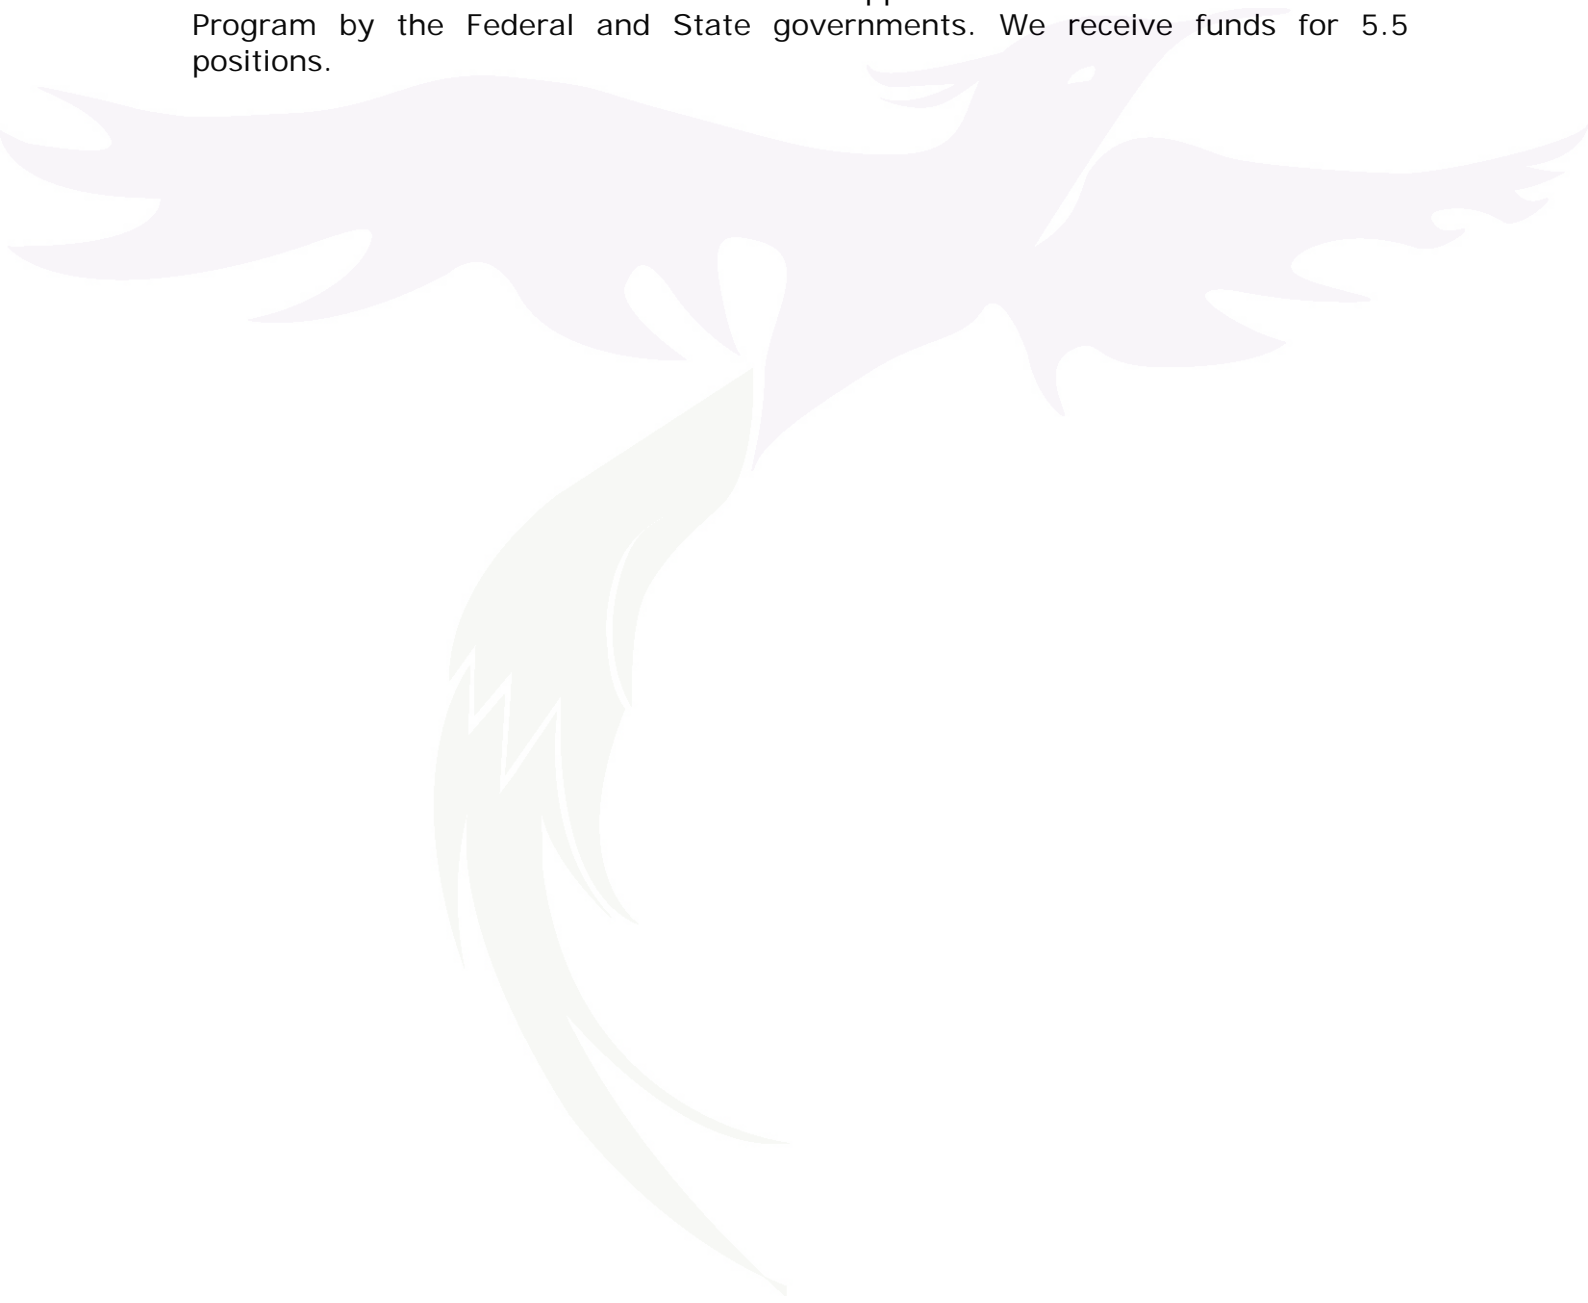 Program by the Federal and State governments. We receive funds for 5.5
positions.